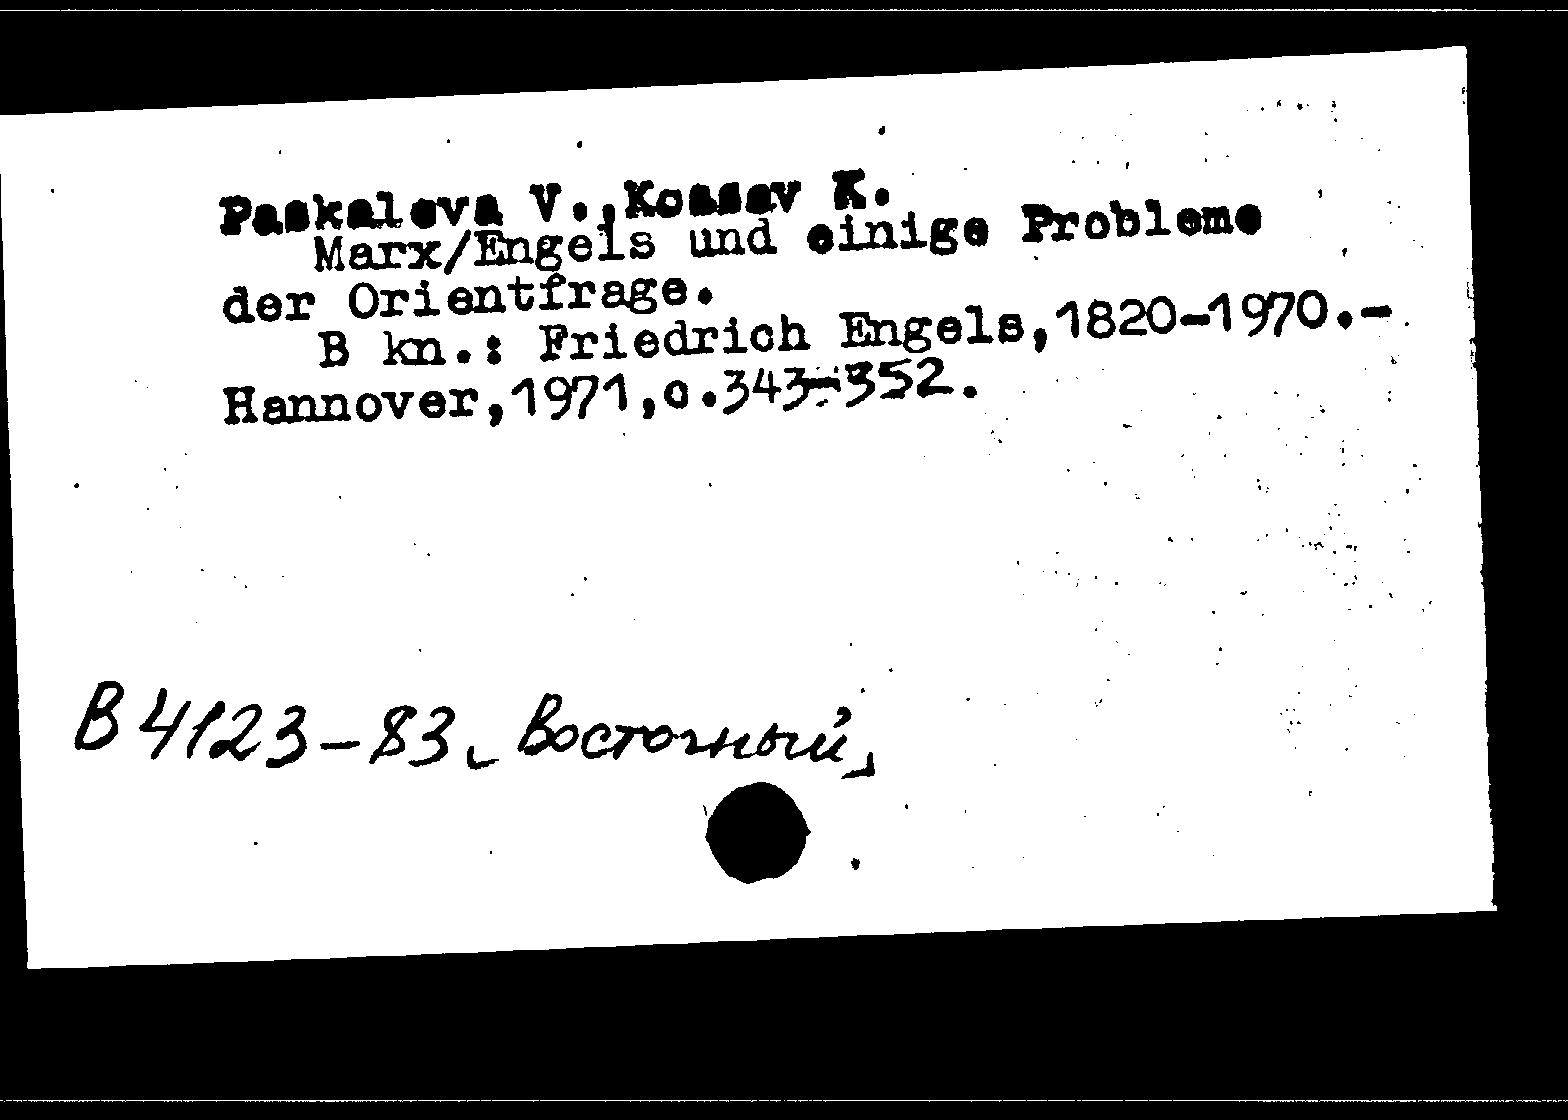 Paskaleva V.,Kossev K.
Marx/Engels und einige Probleme
der Orientfrage.
B kn.: Friedrich Engels,1820-1970.-
Hannover,1971,c.343-352.
В 4123-83 Восточный